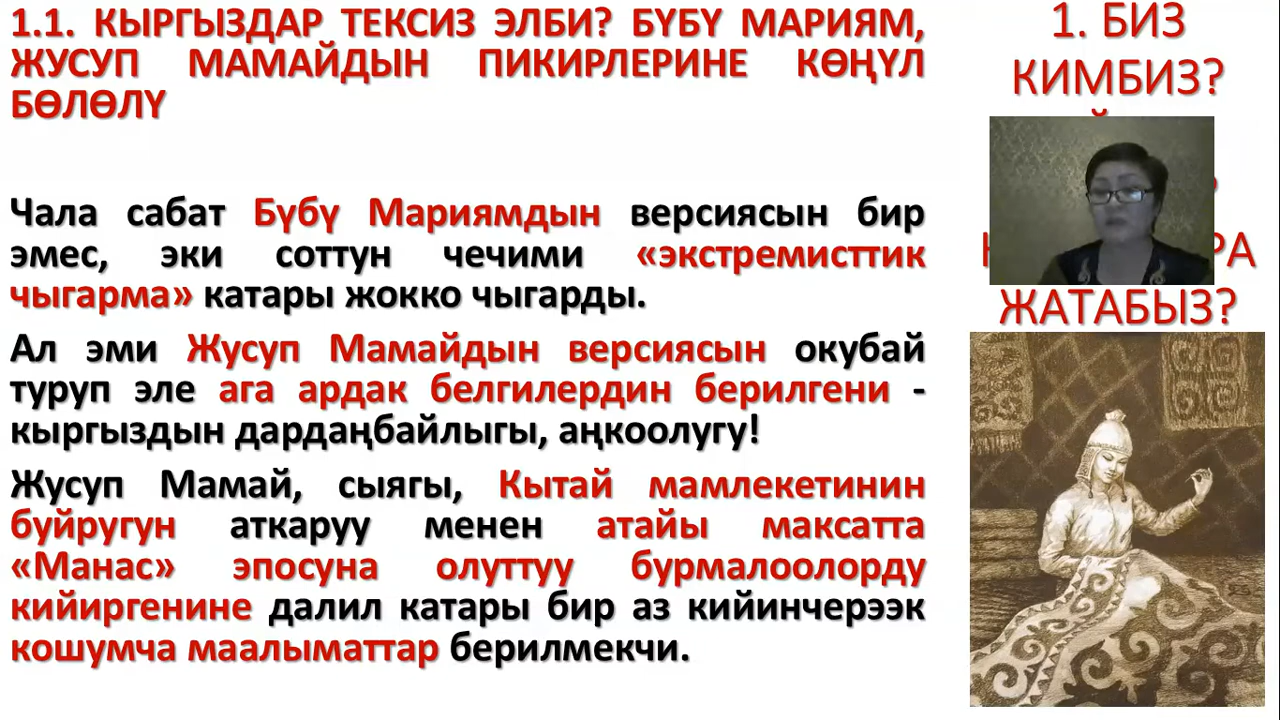 1.1. КЫРГЫЗДАР ТЕКСИЗ ЭЛБИ? БҮБҮ МАРИЯМ,
ЖУСУП МАМАЙДЫН ПИКИРЛЕРИНЕ КӨҢҮЛ
БӨЛӨЛҮ
Чала сабат Бүбү Мариямдын версиясын бир
эмес, эки соттун чечими «экстремисттик
чыгарма» катары жокко чыгарды.
Ал эми Жусуп Мамайдын версиясын окубай
туруп эле ага ардак белгилердин берилгени -
кыргыздын дардаңбайлыгы, аңкоолугу!
Жусуп Мамай, сыягы, Кытай мамлекетинин
буйругун аткаруу менен атайы максатта
«Манас» эпосуна олуттуу бурмалоолорду
кийиргенине далил катары бир аз кийинчерээк
кошумча маалыматтар берилмекчи.
1. БИЗ
КИМБИЗ?
ЖАТАБЫЗ?